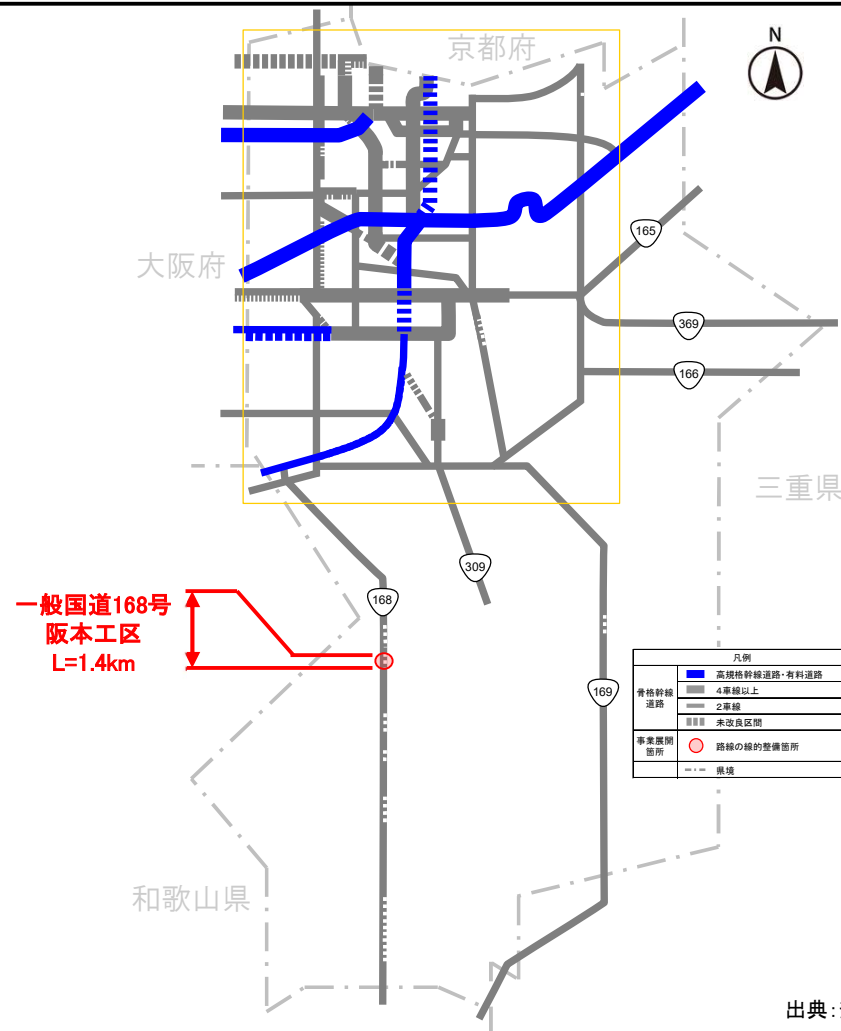 京都府
N
大阪府
165
369
166
三重県
309
一般国道168号
阪本工区
L=1.4km
168
169
凡例
骨格幹線
道路
高規格幹線道路・有料道路
4車線以上
2車線
未改良区間
事業展開
箇所
路線の線的整備箇所
県境
和歌山県
出典: